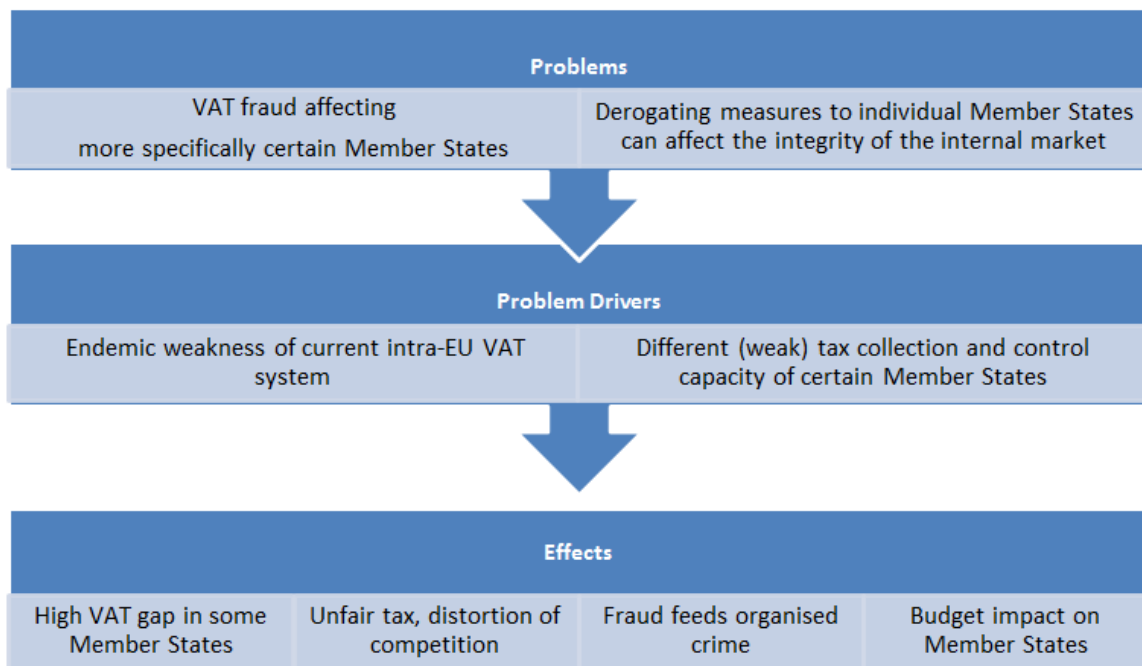 Problems
VAT fraud affecting
more specifically certain Member States
Derogating measures to individual Member States
can affect the integrity of the internal market
Problem Drivers
Endemic weakness of current intra-EU VAT
system
Different (weak) tax collection and control
capacity of certain Member States
Effects
High VAT gap in some
Member States
Unfair tax, distortion of
competition
Fraud feeds organised
crime
Budget impact on
Member States